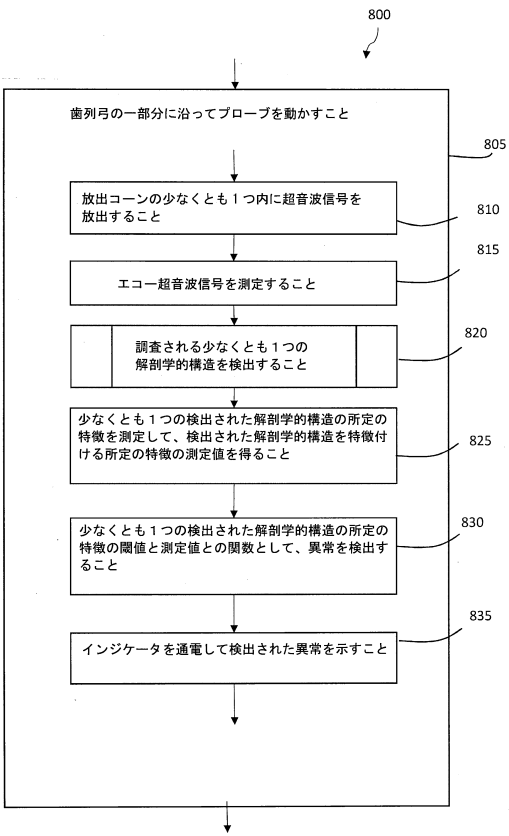 800
歯列弓の一部分に沿ってプローブを動かすこと
805
放出コーンの少なくとも１つ内に超音波信号を
放出すること
810
815
エコー超音波信号を測定すること
820
調査される少なくとも１つの
解剖学的構造を検出すること
少なくとも１つの検出された解剖学的構造の所定の
特徴を測定して、検出された解剖学的構造を特徴付
ける所定の特徴の測定値を得ること
825
830
少なくとも１つの検出された解剖学的構造の所定の
特徴の閾値と測定値との関数として、異常を検出す
ること
835
インジケータを通電して検出された異常を示すこと